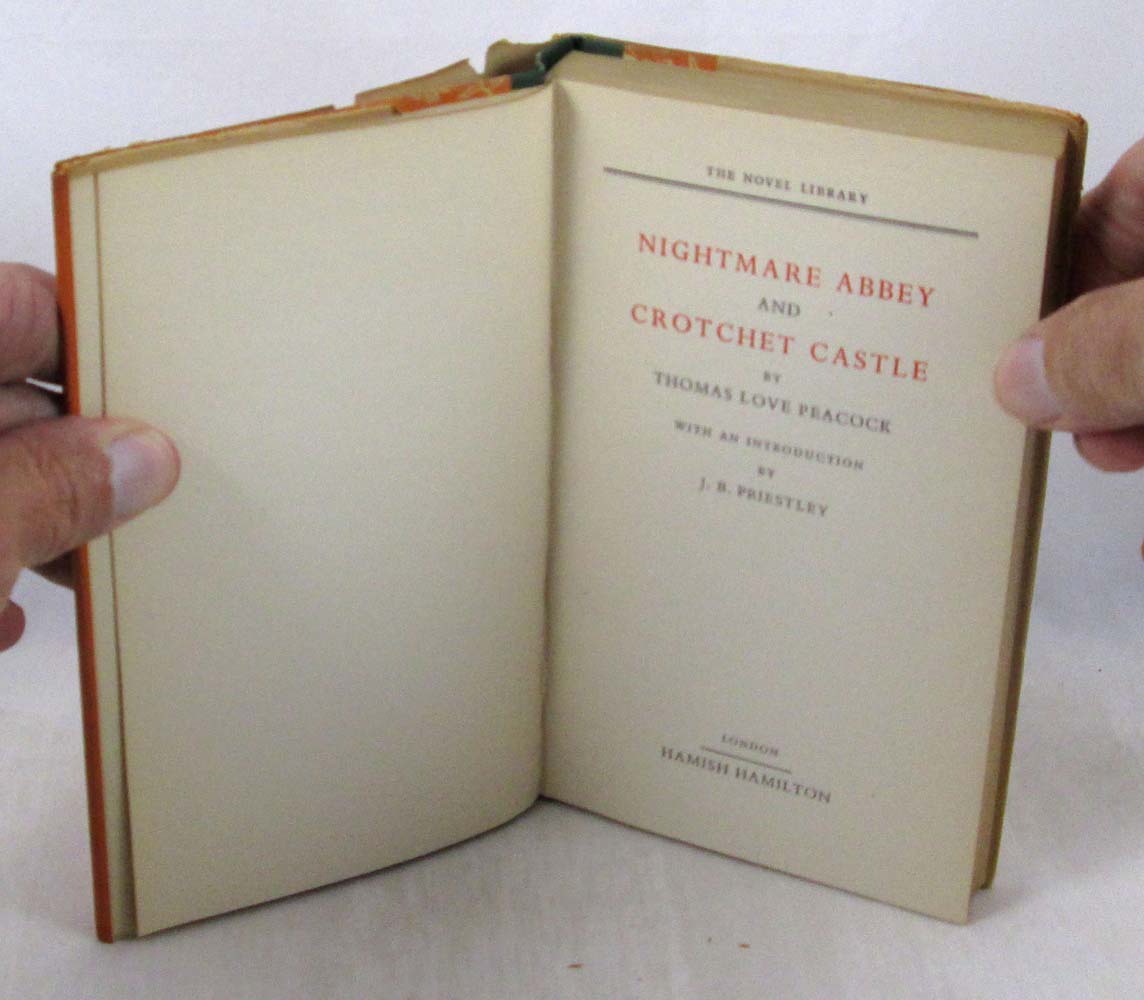 THE NOVEL LIBRARY
NIGHTMARE ABBEY
AND
CROTCHET CASTLE
BY
THOMAS LOVE PEACOCK
WITH AN INTRODUCTION
BY
J. B. PRIESTLEY
LONDON
HAMISH HAMILTON